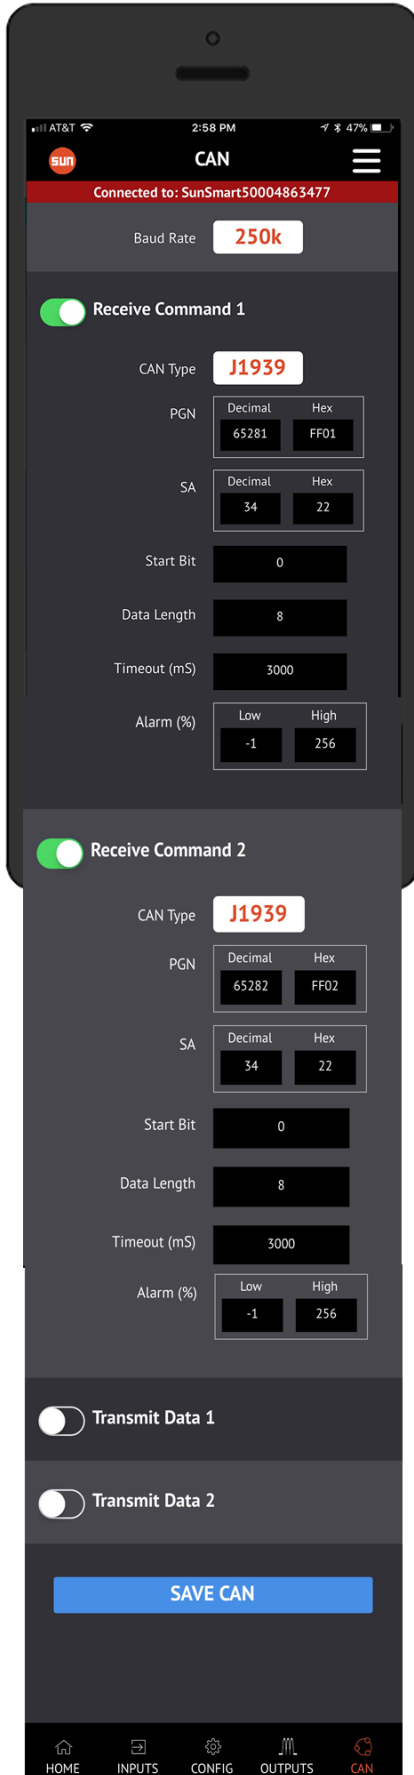 AT&T 2:58 PM 47%
sun CAN
Connected to: SunSmart50004863477
Baud Rate 250k
Receive Command 1
CAN Type J1939
Decimal Hex
PGN 65281 FF01
Decimal Hex
SA 34 22
Start Bit 0
Data Length 8
Timeout (mS) 3000
Low High
Alarm (%) -1 256
Receive Command 2
CAN Type J1939
Decimal Hex
PGN 65282 FF02
Decimal Hex
SA 34 22
Start Bit 0
Data Length 8
Timeout (mS) 3000
Low High
Alarm (%) -1 256
Transmit Data 1
Transmit Data 2
SAVE CAN
HOME INPUTS CONFIG OUTPUTS CAN